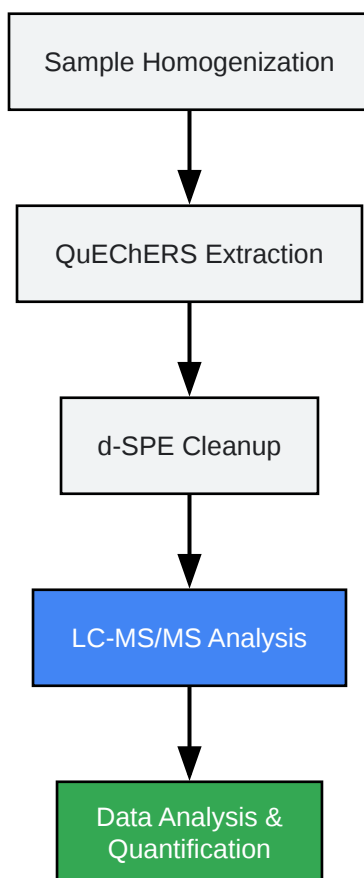 Sample Homogenization
QuEChERS Extraction
d-SPE Cleanup
LC-MS/MS Analysis
Data Analysis &
Quantification